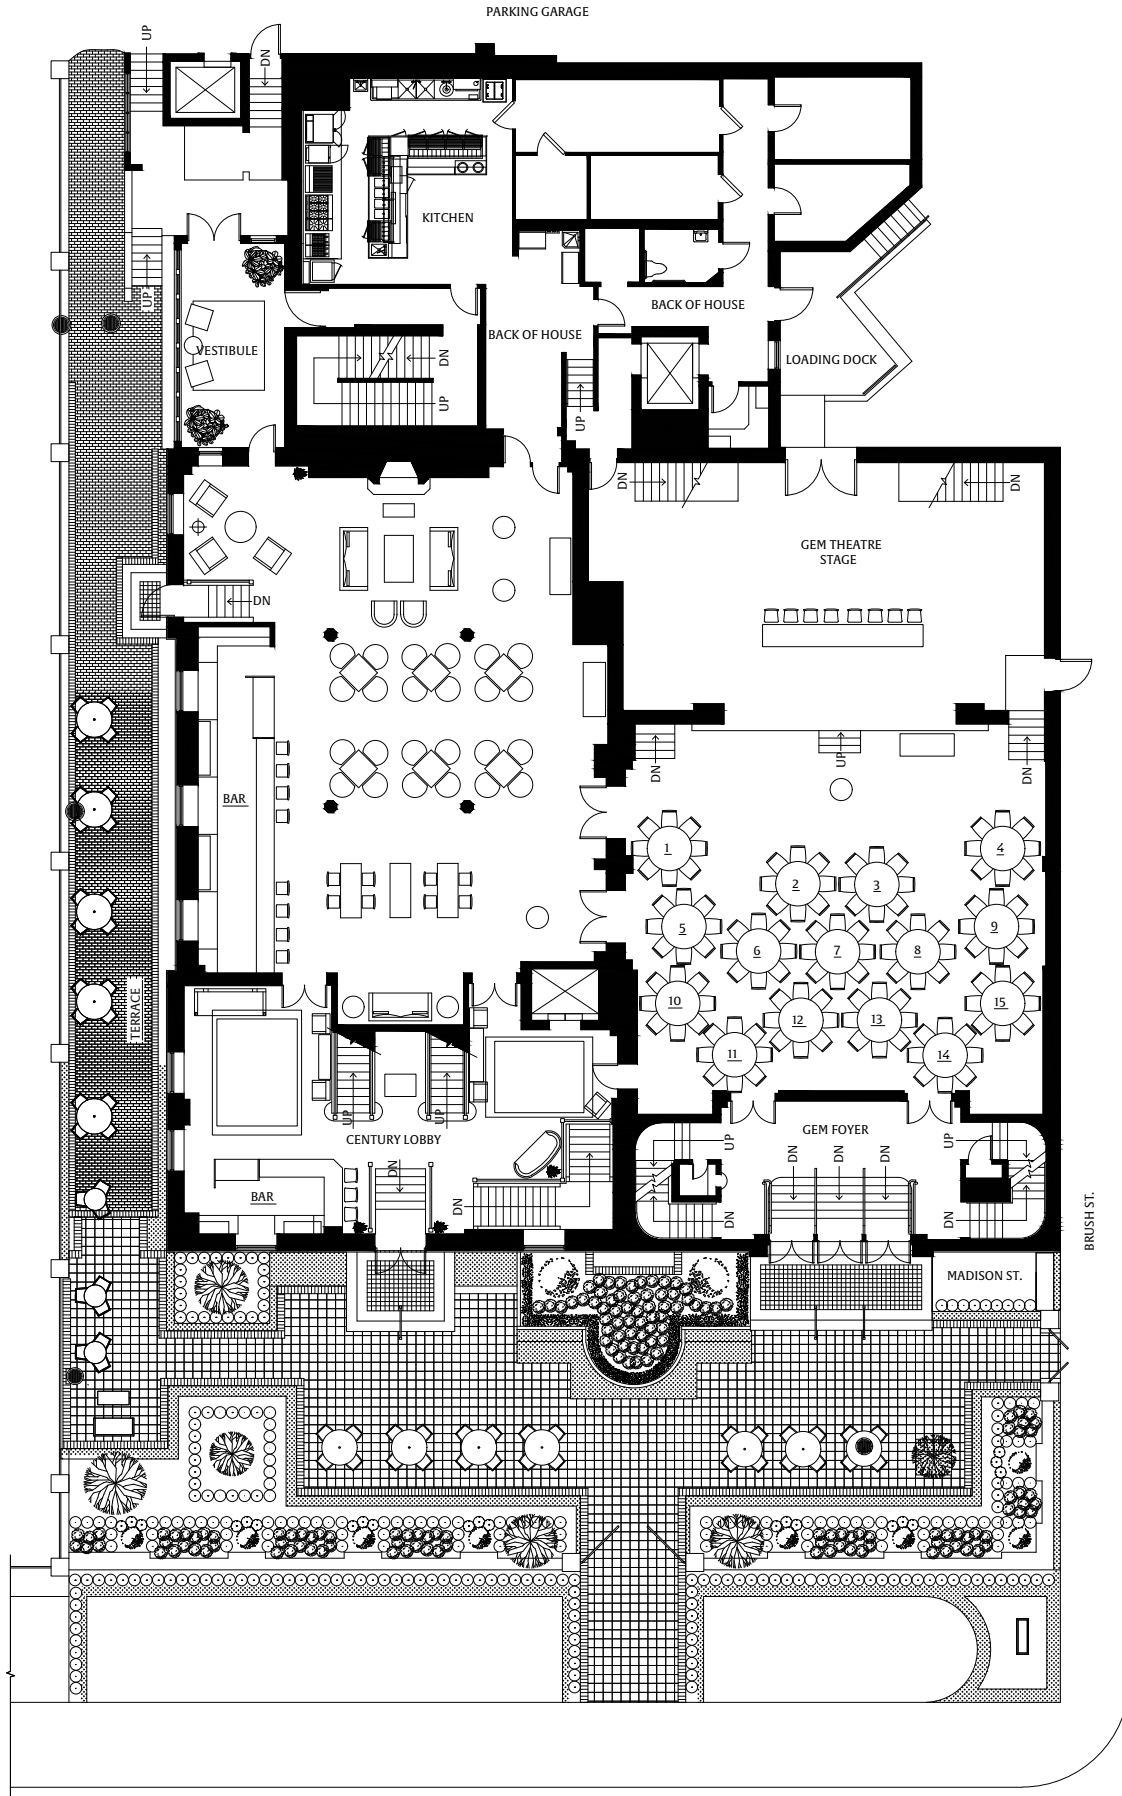 PARKING GARAGE
UP
DN
KITCHEN
UP
BACK OF HOUSE
BACK OF HOUSE
VESTIBULE
DN
LOADING DOCK
UP
UP
DN
DN
GEM THEATRE
STAGE
DN
UP
DN
DN
BAR
1
4
2
3
5
6
7
8
9
10
12
13
15
TERRACE
11
14
UP
UP
CENTURY LOBBY
GEM FOYER
UP
UP
DN
DN
DN
DN
BAR
DN
DN
DN
BRUSH ST.
MADISON ST.